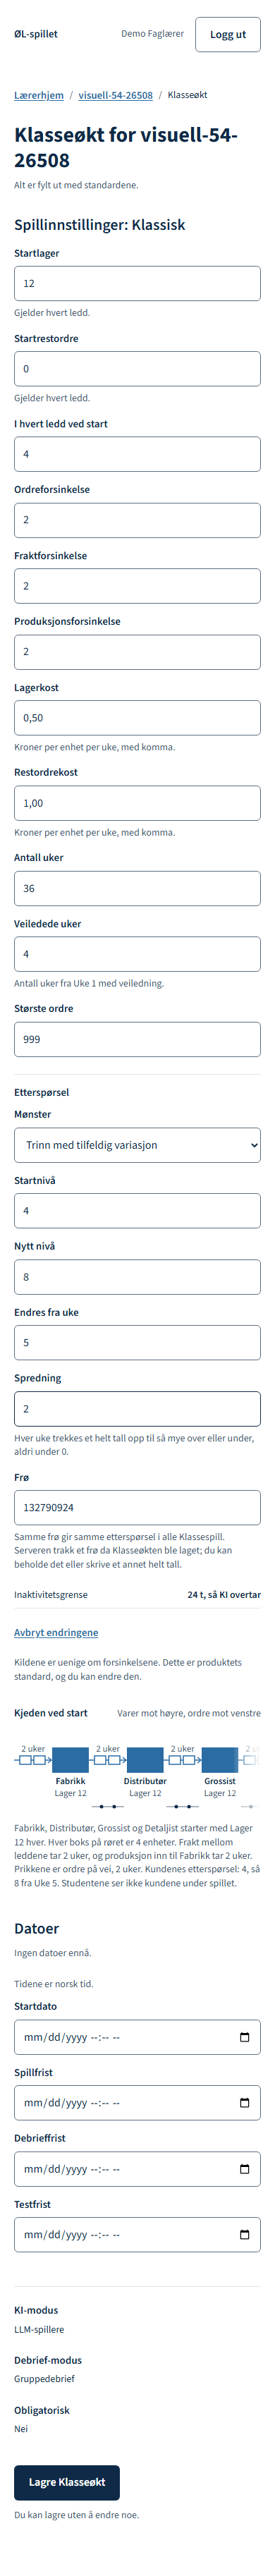 ØL-spillet
Demo Faglærer
Logg ut
Lærerhjem / visuell-54-26508 / Klasseøkt
Klasseøkt for visuell-54-
26508
Alt er fylt ut med standardene.
Spillinnstillinger: Klassisk
Startlager
12
Gjelder hvert ledd.
Startrestordre
0
Gjelder hvert ledd.
I hvert ledd ved start
4
Ordreforsinkelse
2
Fraktforsinkelse
2
Produksjonsforsinkelse
2
Lagerkost
0,50
Kroner per enhet per uke, med komma.
Restordrekost
1,00
Kroner per enhet per uke, med komma.
Antall uker
36
Veiledede uker
4
Antall uker fra Uke 1 med veiledning.
Største ordre
999
Etterspørsel
Mønster
Trinn med tilfeldig variasjon
Startnivå
4
Nytt nivå
8
Endres fra uke
5
Spredning
2
Hver uke trekkes et helt tall opp til så mye over eller under,
aldri under 0.
Frø
132790924
Samme frø gir samme etterspørsel i alle Klassespill.
Serveren trakk et frø da Klasseøkten ble laget; du kan
beholde det eller skrive et annet helt tall.
Inaktivitetsgrense
24 t, så KI overtar
Avbryt endringene
Kildene er uenige om forsinkelsene. Dette er produktets
standard, og du kan endre den.
Kjeden ved start
Varer mot høyre, ordre mot venstre
2 uker 2 uker 2 uker 2 u
Fabrikk Distributør Grossist
Lager 12 Lager 12 Lager 12
Fabrikk, Distributør, Grossist og Detaljist starter med Lager
12 hver. Hver boks på røret er 4 enheter. Frakt mellom
leddene tar 2 uker, og produksjon inn til Fabrikk tar 2 uker.
Prikkene er ordre på vei, 2 uker. Kundenes etterspørsel: 4, så
8 fra Uke 5. Studentene ser ikke kundene under spillet.
Datoer
Ingen datoer ennå.
Tidene er norsk tid.
Startdato
mm/dd/yyyy --:-- --
Spillfrist
mm/dd/yyyy --:-- --
Debrieffrist
mm/dd/yyyy --:-- --
Testfrist
mm/dd/yyyy --:-- --
KI-modus
LLM-spillere
Debrief-modus
Gruppedebrief
Obligatorisk
Nei
Lagre Klasseøkt
Du kan lagre uten å endre noe.